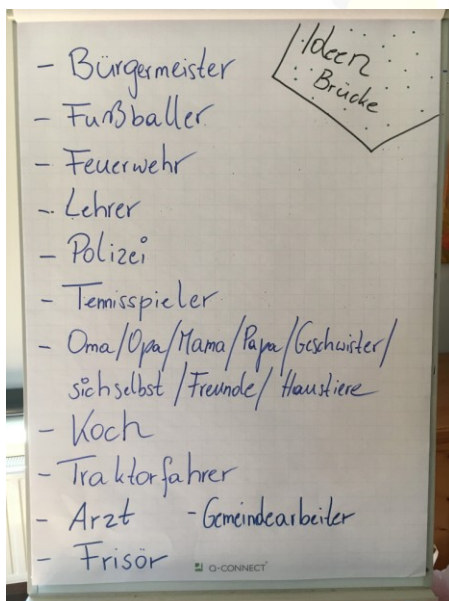 Ideen
Brücke
- Bürgermeister
- Fußballer
- Feuerwehr
- Lehrer
- Polizei
- Tennisspieler
- Oma/Opa/Mama/Papa/Geschwister/
sich selbst/Freunde/Haustiere
- Koch
- Traktorfahrer
- Arzt - Gemeindearbeiter
- Frisör
Q-CONNECT